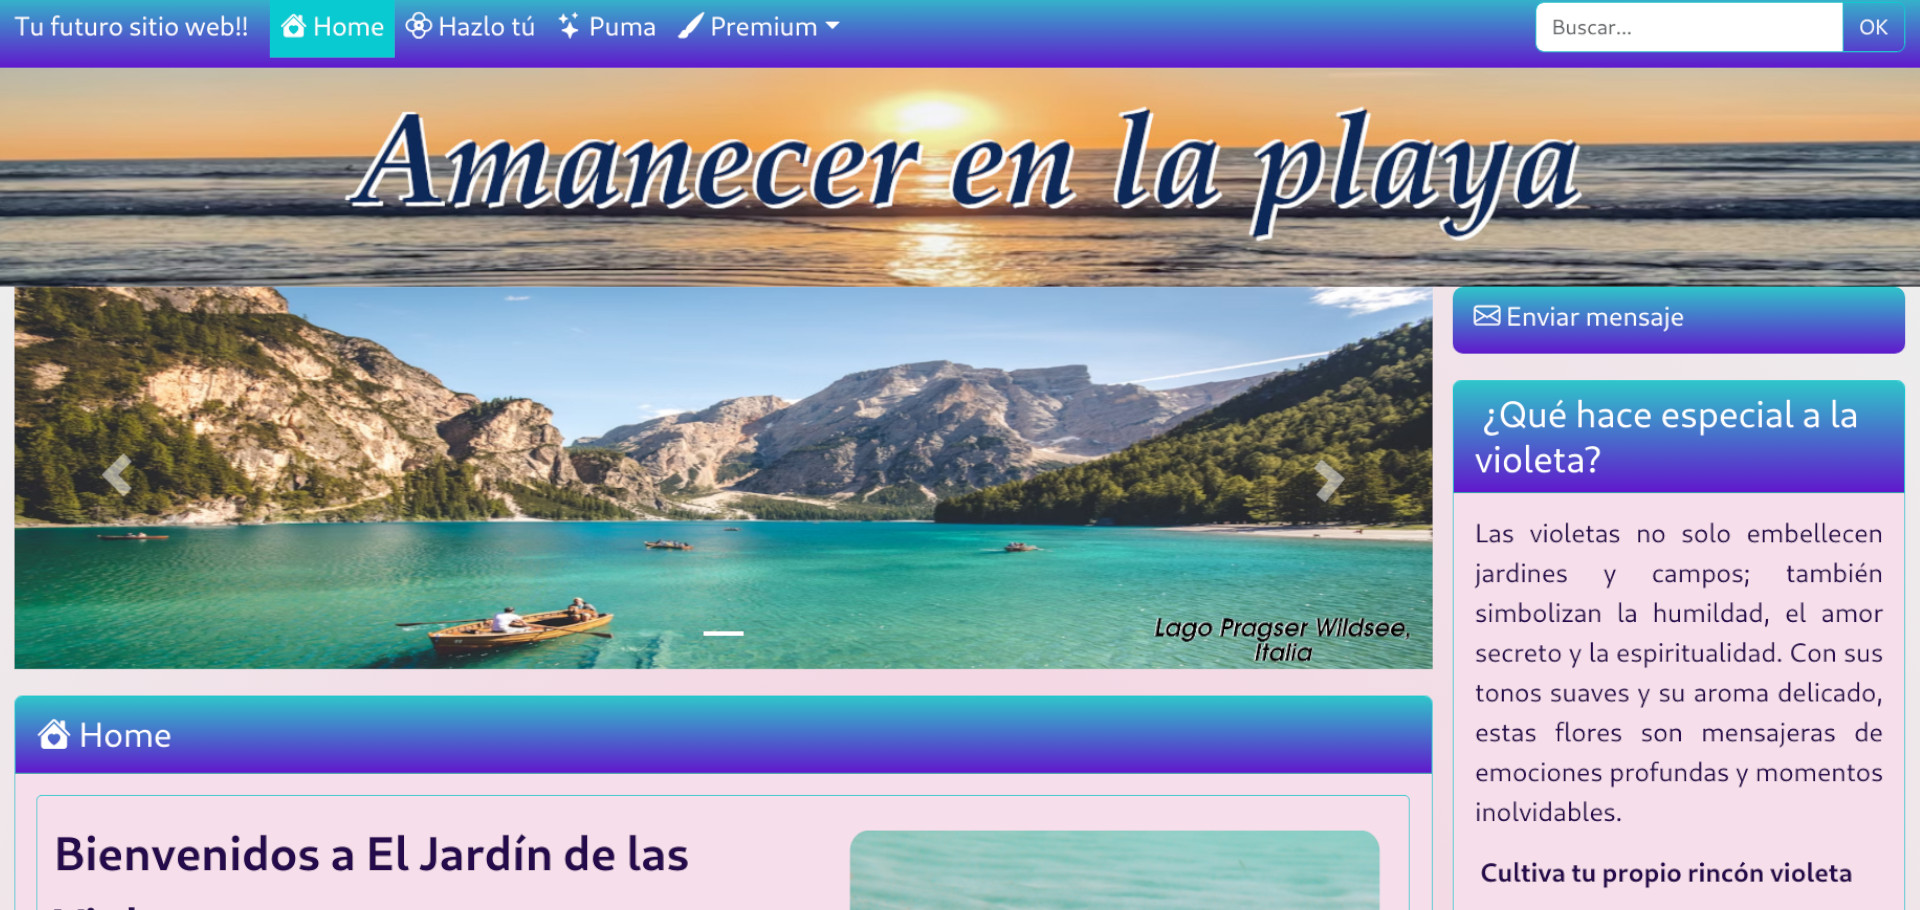 Tu futuro sitio web!! Home Hazlo tú Puma Premium Buscar... OK
Amanecer en la playa
Lago Pragser Wildsee,
Italia
Home
Bienvenidos a El Jardín de las
Enviar mensaje
¿Qué hace especial a la
violeta?
Las violetas no solo embellecen
jardines y campos; también
simbolizan la humildad, el amor
secreto y la espiritualidad. Con sus
tonos suaves y su aroma delicado,
estas flores son mensajeras de
emociones profundas y momentos
inolvidables.
Cultiva tu propio rincón violeta